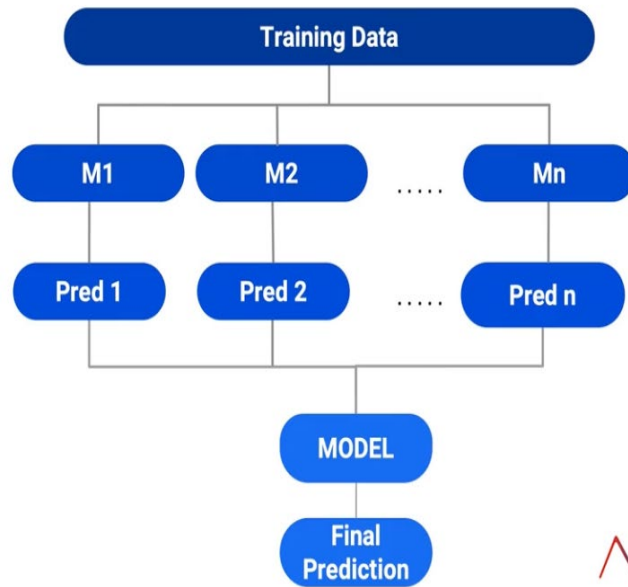 Training Data
M1
M2
.....
Mn
Pred 1
Pred 2
.....
Pred n
MODEL
Final
Prediction